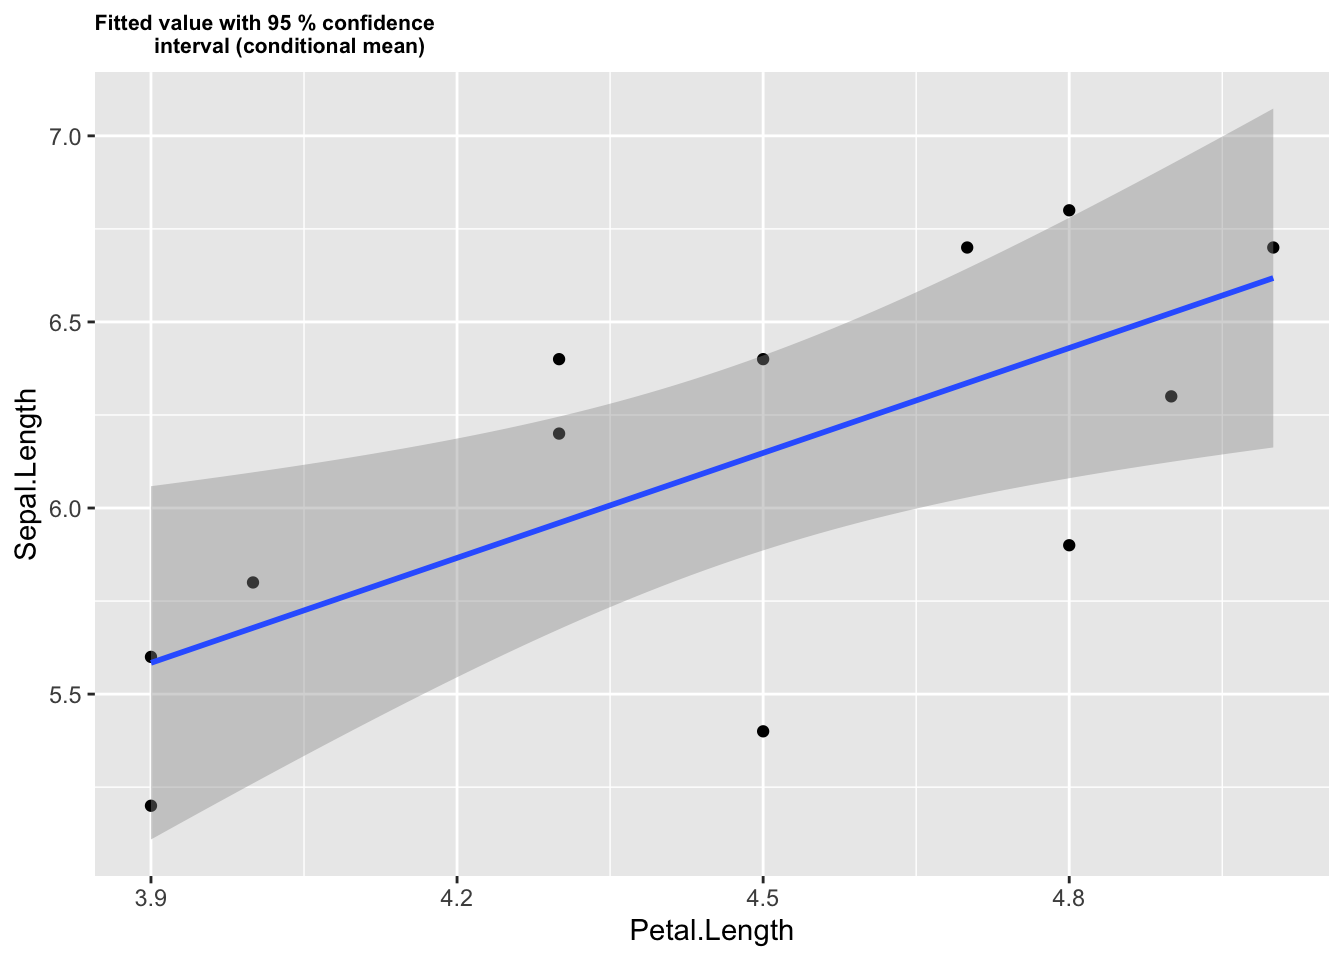 Fitted value with 95 % confidence
interval (conditional mean)
7.0
6.5
6.0
5.5
Sepal.Length
3.9 4.2 4.5 4.8
Petal.Length